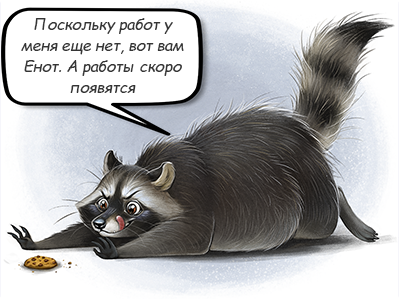 Поскольку работ у
меня еще нет, вот вам
Енот. А работы скоро
появятся